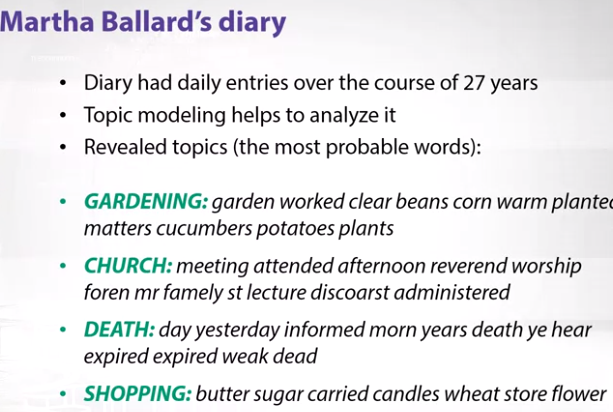 Martha Ballard's diary
• Diary had daily entries over the course of 27 years
• Topic modeling helps to analyze it
• Revealed topics (the most probable words):
• GARDENING: garden worked clear beans corn warm planted
matters cucumbers potatoes plants
• CHURCH: meeting attended afternoon reverend worship
foren mr famely st lecture discoarst administered
• DEATH: day yesterday informed morn years death ye hear
expired expired weak dead
• SHOPPING: butter sugar carried candles wheat store flower